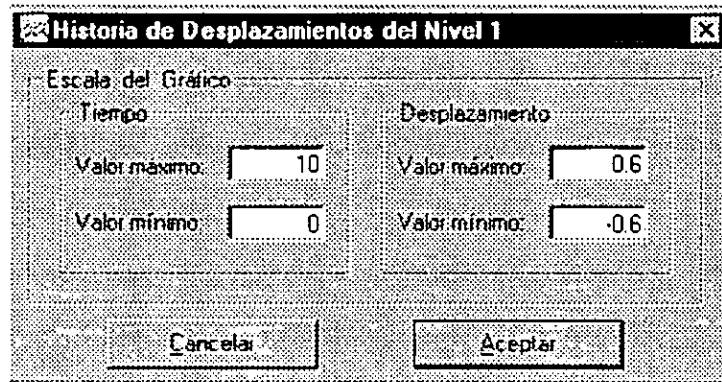 Historia de Desplazamientos del Nivel 1
Escala del Gráfico
Tiempo
Valor máximo: 10
Valor mínimo: 0
Desplazamiento
Valor máximo: 0.6
Valor mínimo: -0.6
Cancelar
Aceptar